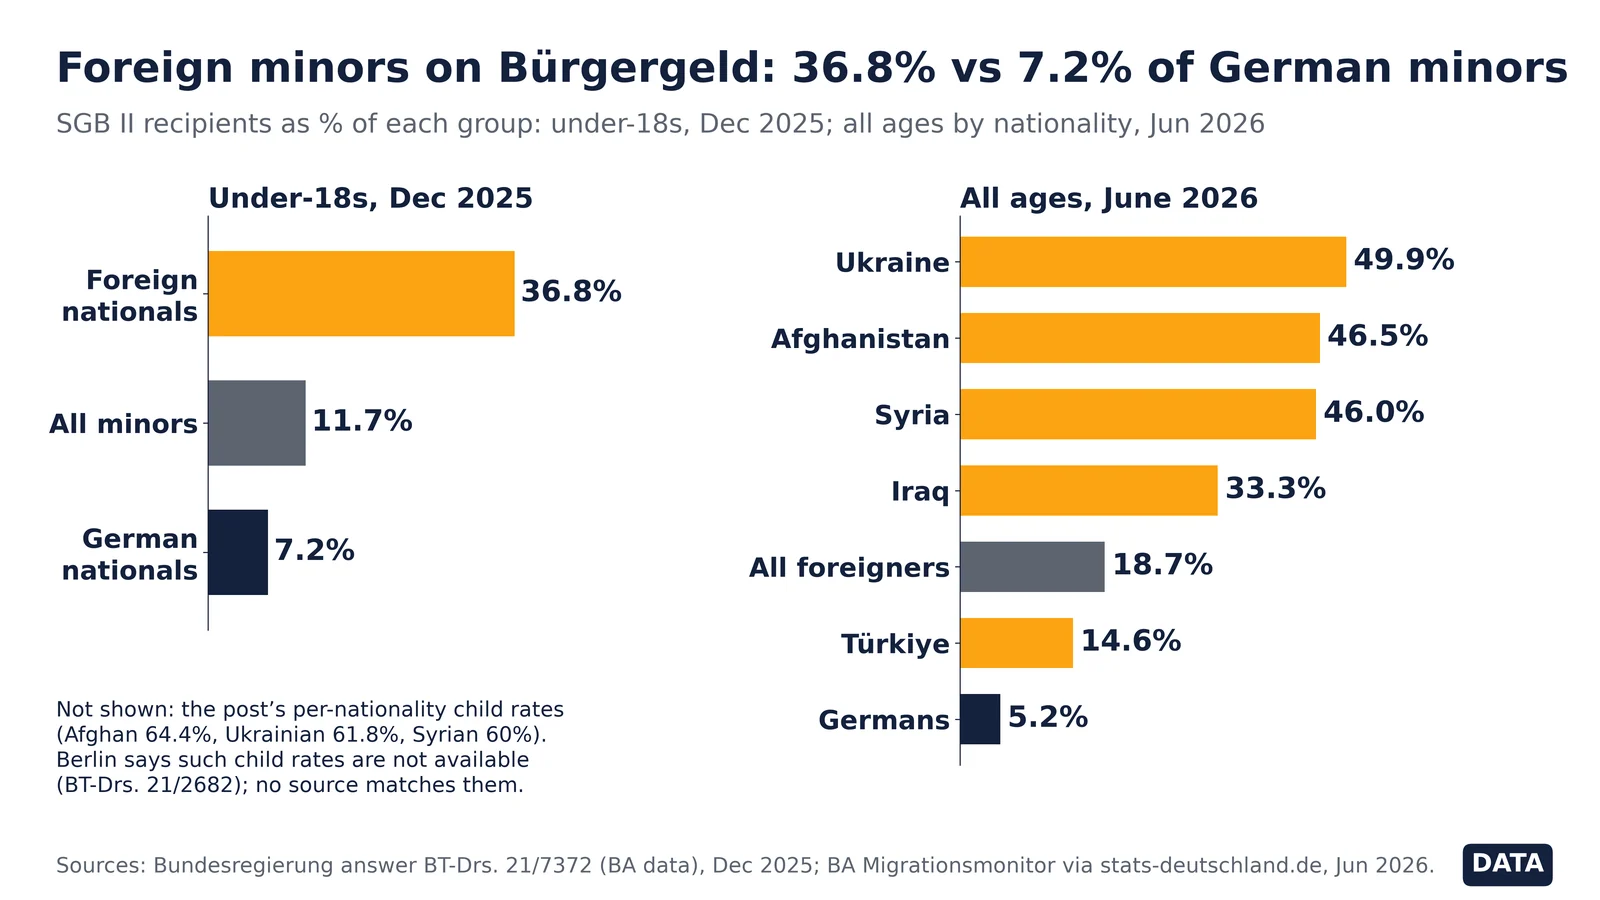 Foreign minors on Bürgergeld: 36.8% vs 7.2% of German minors
SGB II recipients as % of each group: under-18s, Dec 2025; all ages by nationality, Jun 2026
Under-18s, Dec 2025
Foreign
nationals
36.8%
All minors
11.7%
German
nationals
7.2%
Not shown: the post’s per-nationality child rates
(Afghan 64.4%, Ukrainian 61.8%, Syrian 60%).
Berlin says such child rates are not available
(BT-Drs. 21/2682); no source matches them.
All ages, June 2026
Ukraine
49.9%
Afghanistan
46.5%
Syria
46.0%
Iraq
33.3%
All foreigners
18.7%
Türkiye
14.6%
Germans
5.2%
Sources: Bundesregierung answer BT-Drs. 21/7372 (BA data), Dec 2025; BA Migrationsmonitor via stats-deutschland.de, Jun 2026.
DATA